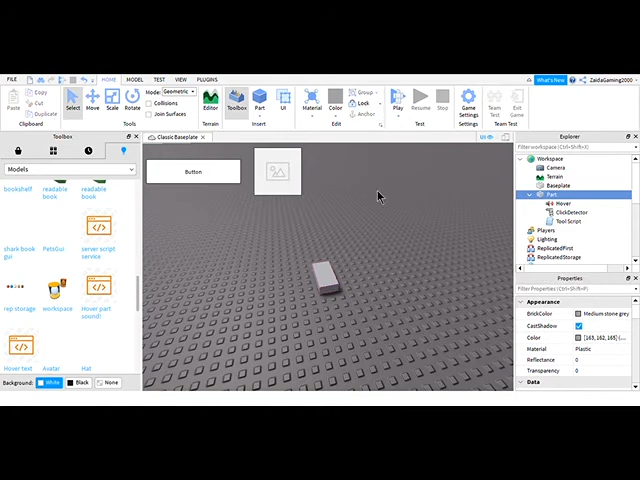 FILE
HOME
MODEL
TEST
VIEW
PLUGINS
What's New
ZaidaGaming2000
Paste
Copy
Cut
Duplicate
Clipboard
Select
Move
Scale
Rotate
Mode: Geometric
Collisions
Join Surfaces
Tools
Editor
Terrain
Toolbox
Part
UI
Insert
Material
Color
Group
Lock
Anchor
Edit
Play
Resume
Stop
Test
Game
Settings
Settings
Team
Test
Exit
Game
Team Test
Toolbox
Models
bookshelf
readable
book
readable
book
shark book
gui
PetsGui
server script
service
rep storage
workspace
Hover part
sound!
Hover text
Avatar
Hat
Background:
White
Black
None
Classic Baseplate
UI
Button
Explorer
Filter workspace (Ctrl+Shift+X)
Workspace
Camera
Terrain
Baseplate
Part
Hover
ClickDetector
Tool Script
Players
Lighting
ReplicatedFirst
ReplicatedStorage
Properties
Filter Properties (Ctrl+Shift+P)
Appearance
BrickColor
Medium stone grey
CastShadow
Color
[163, 162, 165] (...
Material
Plastic
Reflectance
0
Transparency
0
Data